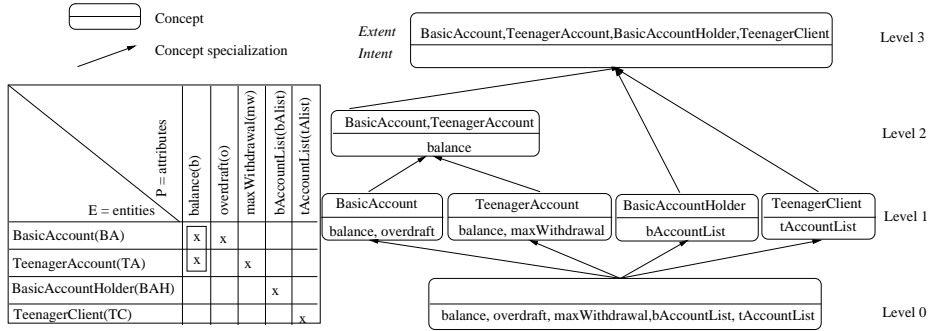 Concept
Concept specialization
P = attributes
E = entities
balance(b)
overdraft(o)
maxWithdrawal(mw)
bAccountList(bAlist)
tAccountList(tAlist)
BasicAccount(BA)
x x
TeenagerAccount(TA)
x x
BasicAccountHolder(BAH)
x
TeenagerClient(TC)
x
Extent
Intent
BasicAccount,TeenagerAccount,BasicAccountHolder,TeenagerClient
Level 3
BasicAccount,TeenagerAccount
balance
Level 2
BasicAccount
balance, overdraft
TeenagerAccount
balance, maxWithdrawal
BasicAccountHolder
bAccountList
TeenagerClient
tAccountList
Level 1
balance, overdraft, maxWithdrawal,bAccountList, tAccountList
Level 0